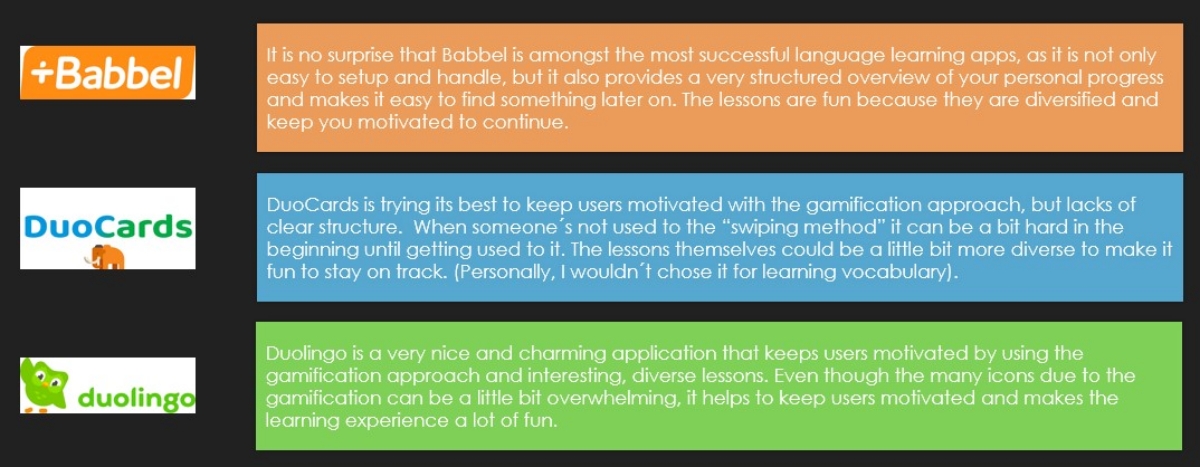 +Babbel
It is no surprise that Babbel is amongst the most successful language learning apps, as it is not only
easy to setup and handle, but it also provides a very structured overview of your personal progress
and makes it easy to find something later on. The lessons are fun because they are diversified and
keep you motivated to continue.
DuoCards
DuoCards is trying its best to keep users motivated with the gamification approach, but lacks of
clear structure.  When someone´s not used to the “swiping method” it can be a bit hard in the
beginning until getting used to it. The lessons themselves could be a little bit more diverse to make it
fun to stay on track. (Personally, I wouldn´t chose it for learning vocabulary).
duolingo
Duolingo is a very nice and charming application that keeps users motivated by using the
gamification approach and interesting, diverse lessons. Even though the many icons due to the
gamification can be a little bit overwhelming, it helps to keep users motivated and makes the
learning experience a lot of fun.